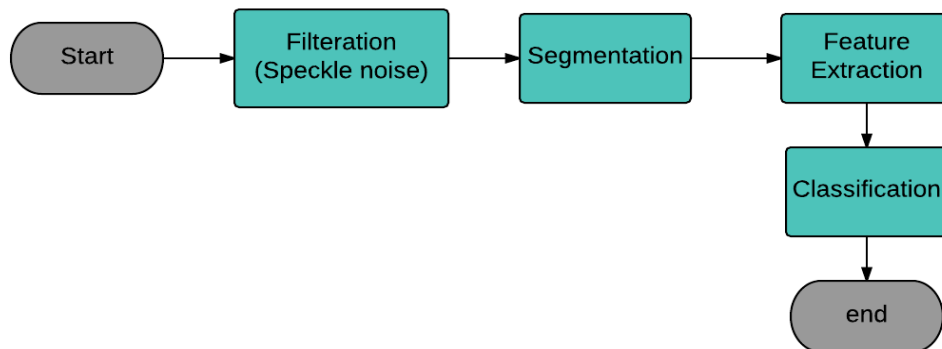 Start
Filteration
(Speckle noise)
Segmentation
Feature
Extraction
Classification
end